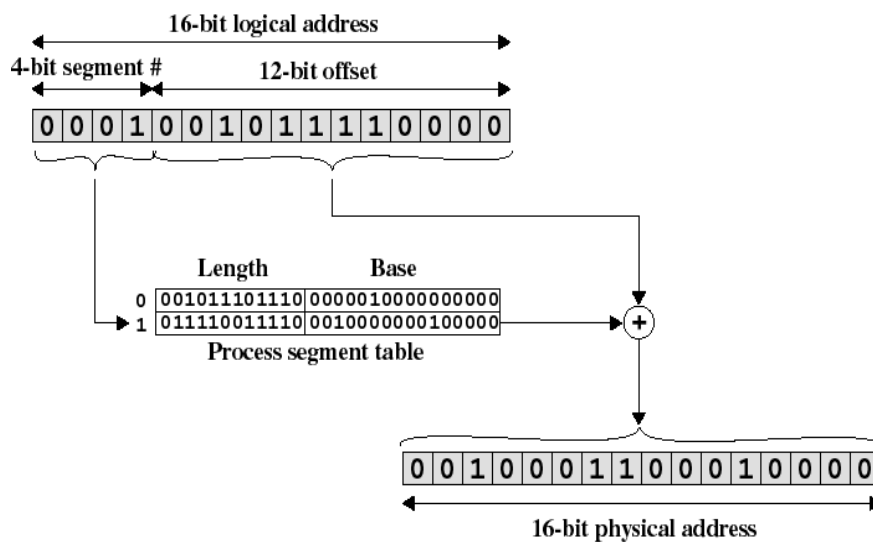 16-bit logical address
4-bit segment # 12-bit offset
0 0 0 1 0 0 1 0 1 1 1 1 0 0 0 0
Length Base
0 001011101110 0000010000000000
1 011110011110 0010000000100000
Process segment table
+
0 0 1 0 0 0 1 1 0 0 0 1 0 0 0 0
16-bit physical address